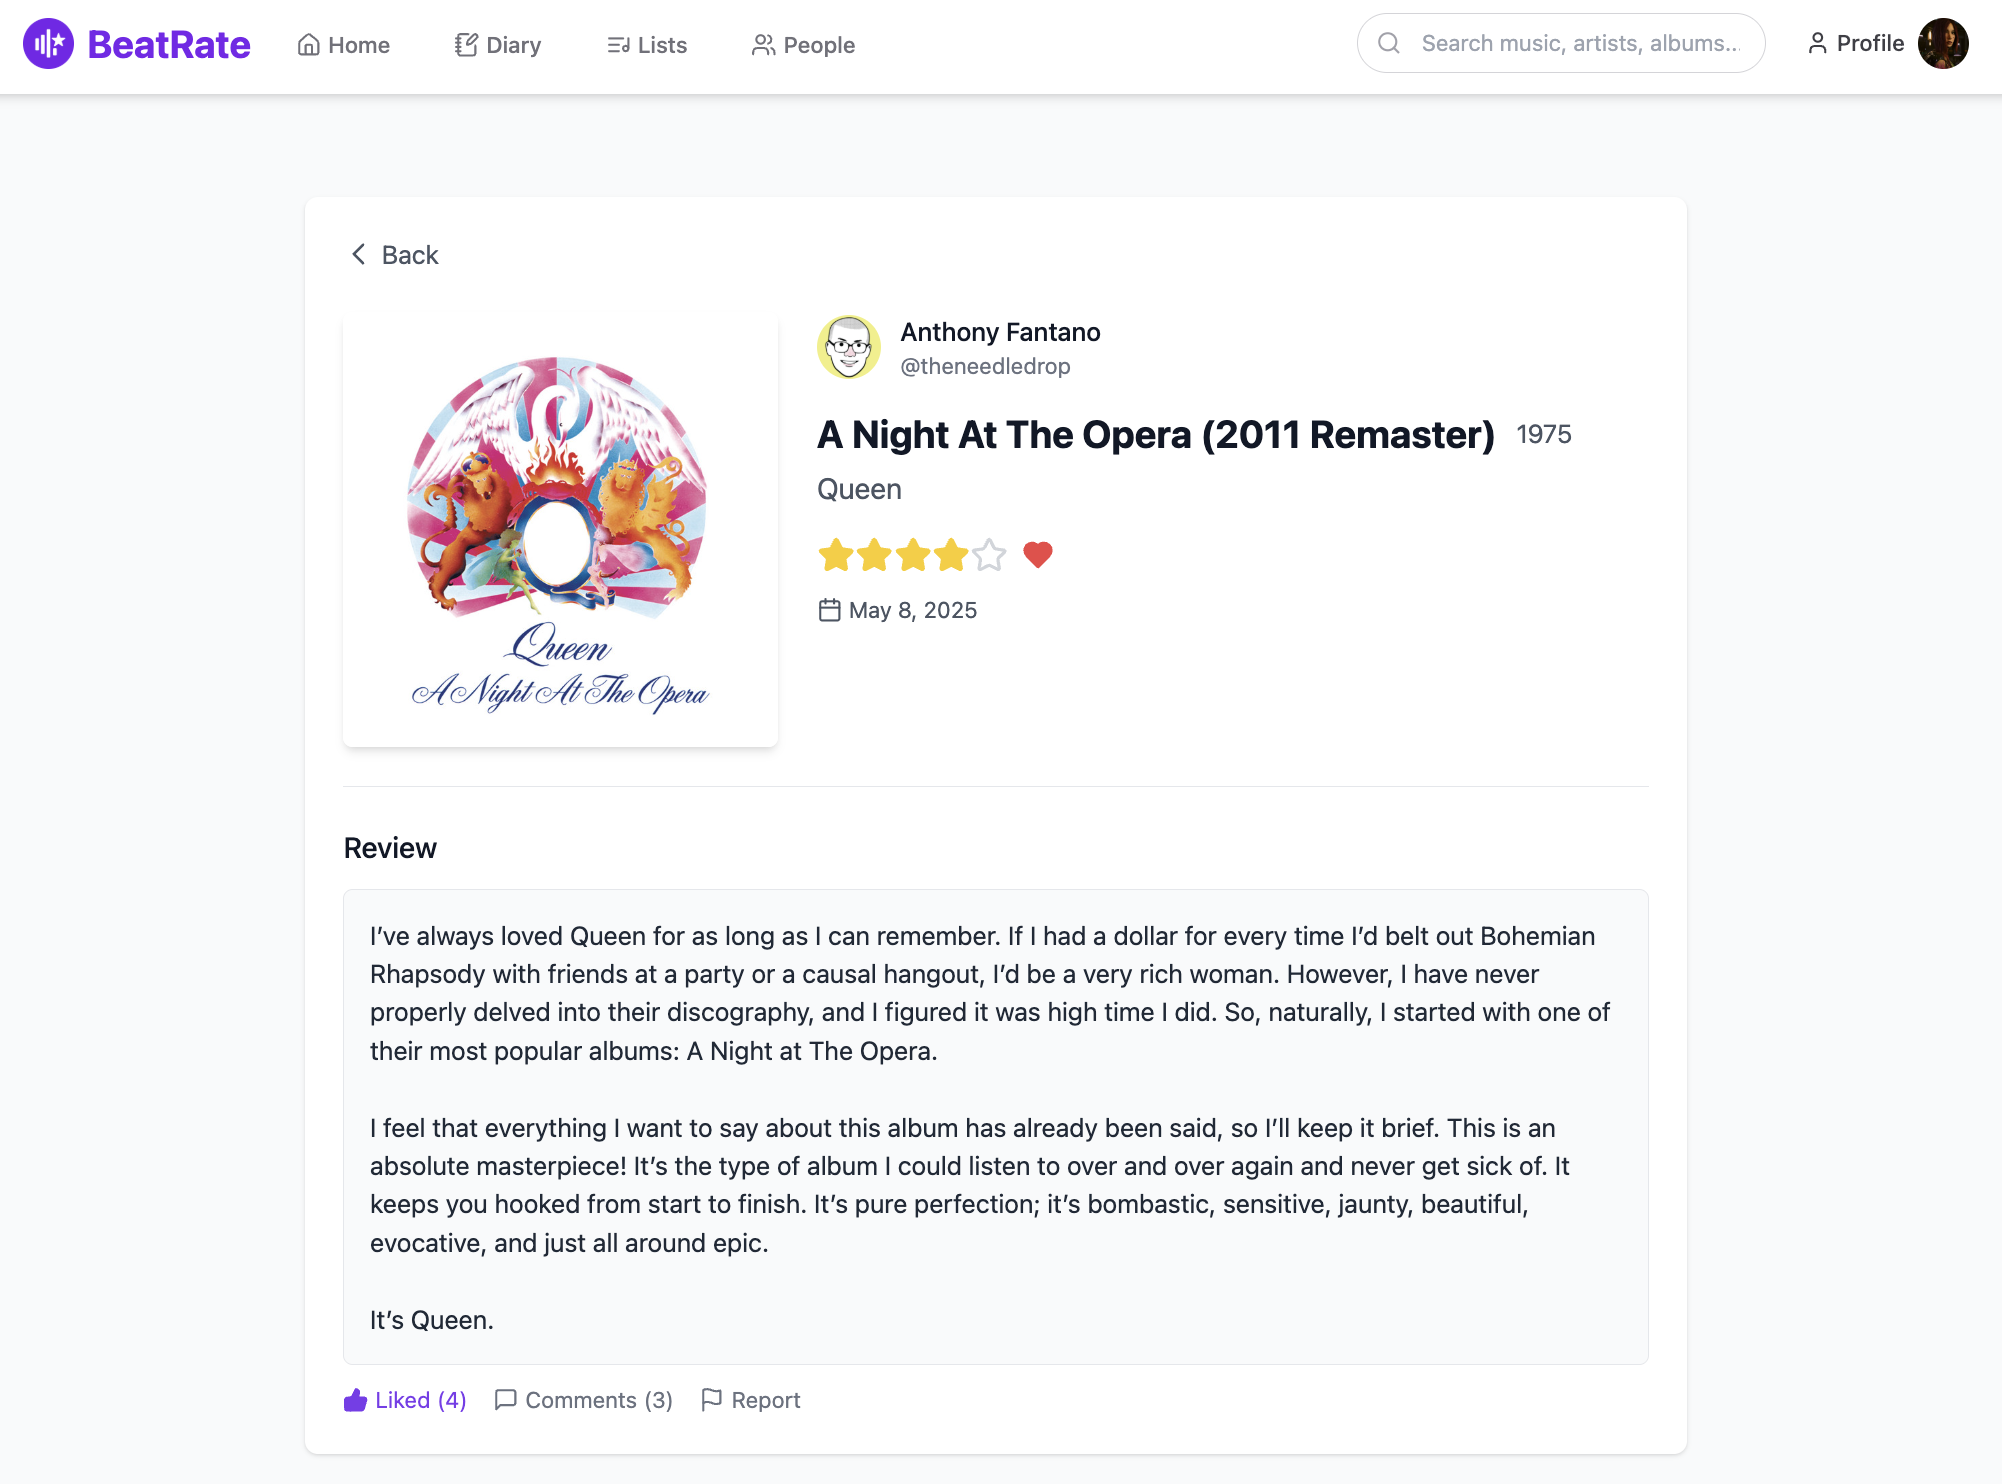 BeatRate
Home
Diary
Lists
People
Search music, artists, albums...
Profile
Back
Queen
A Night At The Opera
Anthony Fantano
@theneedledrop
A Night At The Opera (2011 Remaster) 1975
Queen
May 8, 2025
Review
I’ve always loved Queen for as long as I can remember. If I had a dollar for every time I’d belt out Bohemian
Rhapsody with friends at a party or a causal hangout, I’d be a very rich woman. However, I have never
properly delved into their discography, and I figured it was high time I did. So, naturally, I started with one of
their most popular albums: A Night at The Opera.
I feel that everything I want to say about this album has already been said, so I’ll keep it brief. This is an
absolute masterpiece! It’s the type of album I could listen to over and over again and never get sick of. It
keeps you hooked from start to finish. It’s pure perfection; it’s bombastic, sensitive, jaunty, beautiful,
evocative, and just all around epic.
It’s Queen.
Liked (4)
Comments (3)
Report